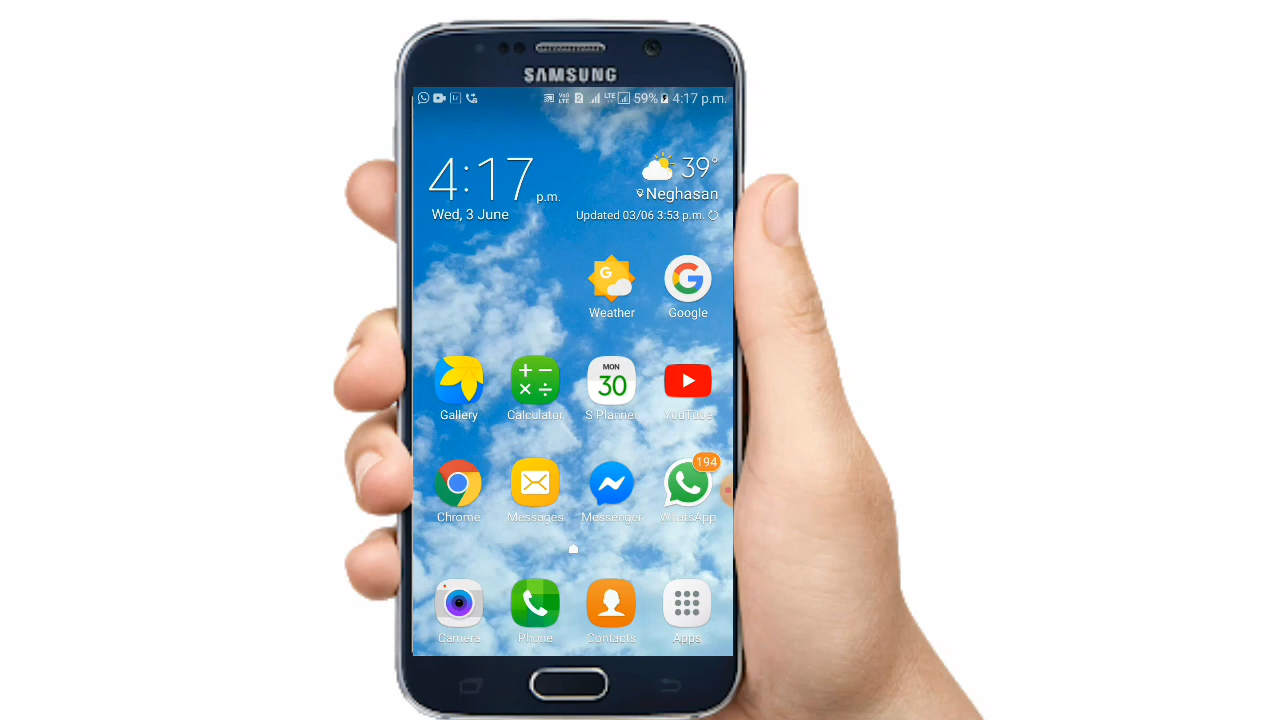 SAMSUNG
59% 4:17 p.m.
4:17 p.m.
39°
Neghasan
Wed, 3 June
Updated 03/06 3:53 p.m.
Weather
Google
MON
30
Gallery
Calculator
S Planner
YouTube
194
Chrome
Messages
Messenger
WhatsApp
Camera
Phone
Contacts
Apps